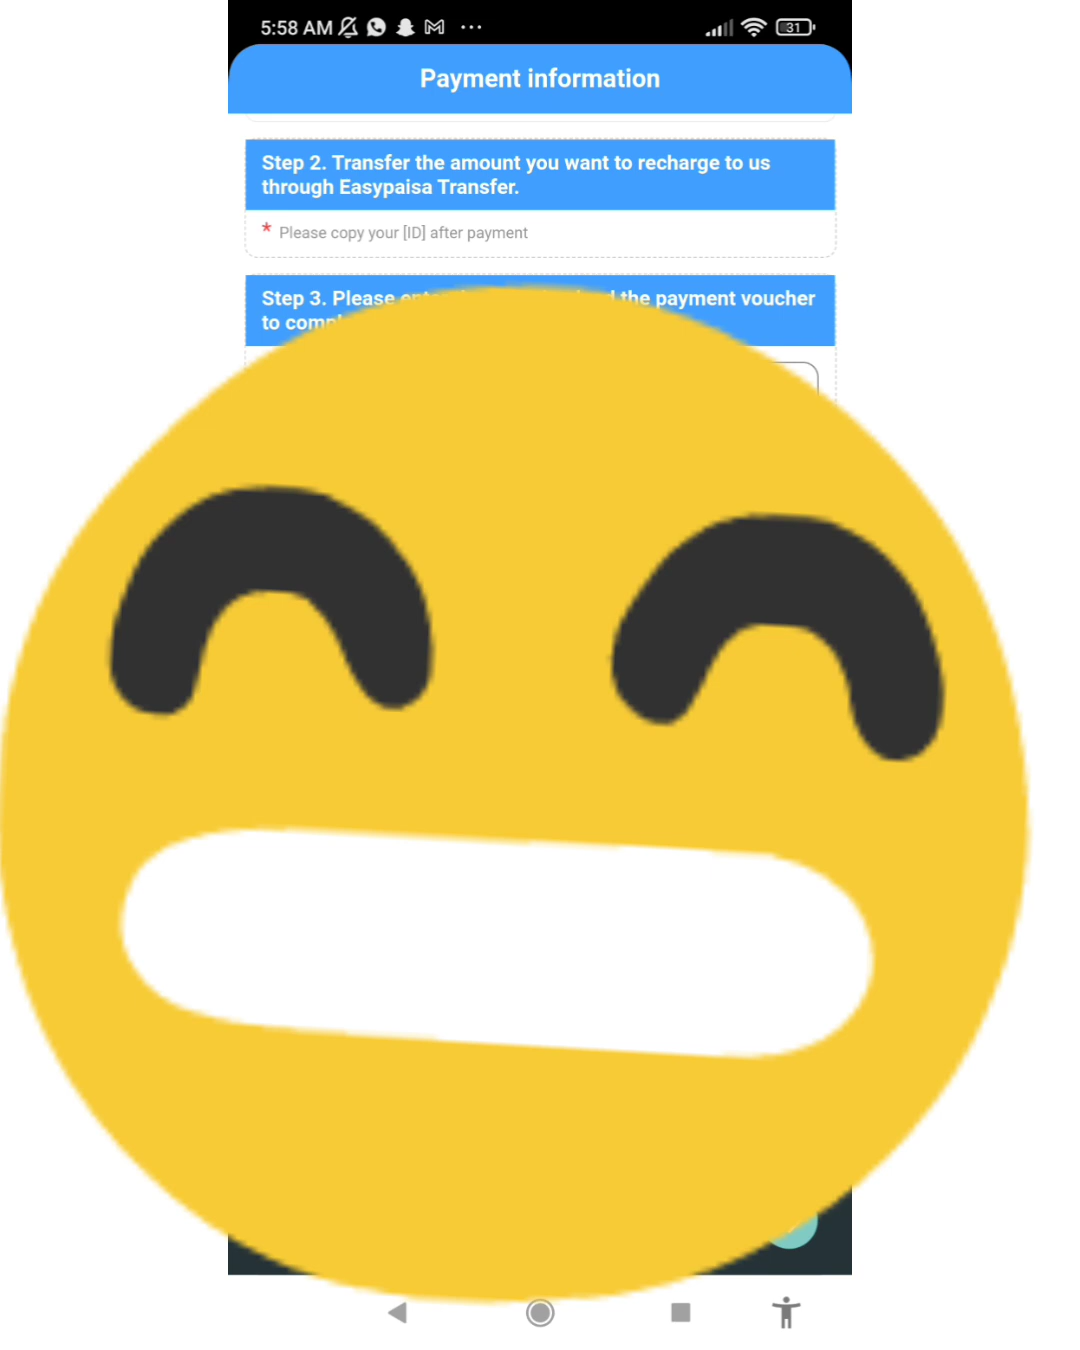 5:58 AM
31
Payment information
Step 2. Transfer the amount you want to recharge to us
through Easypaisa Transfer.
* Please copy your [ID] after payment
Step 3. Please the payment voucher
to